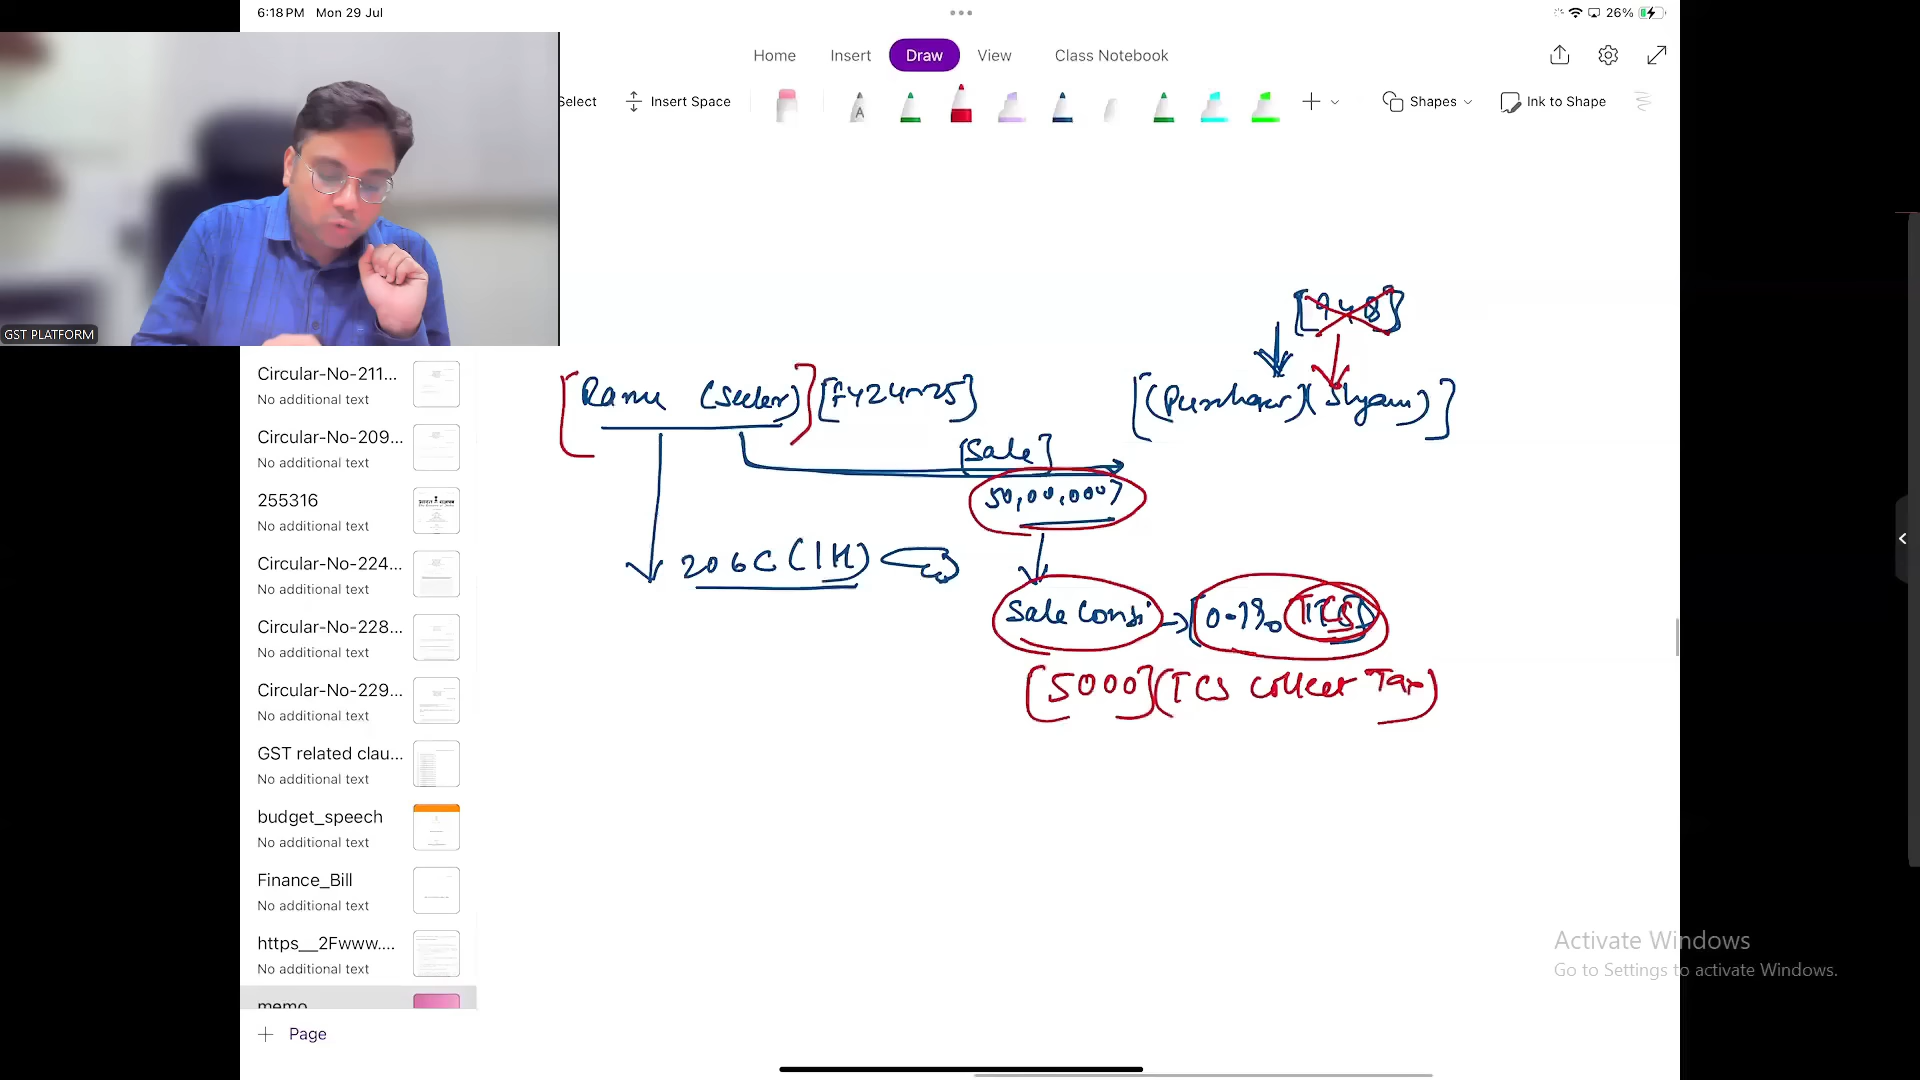 6:18 PM Mon 29 Jul
26%
Home Insert Draw View Class Notebook
Select Insert Space A Shapes Ink to Shape
GST PLATFORM
Circular-No-211...
No additional text
Circular-No-209...
No additional text
255316
No additional text
Circular-No-224...
No additional text
Circular-No-228...
No additional text
Circular-No-229...
No additional text
GST related clau...
No additional text
budget_speech
No additional text
Finance_Bill
No additional text
https__2Fwww....
No additional text
memo
+ Page
[Ramu (Seller)] [FY 24-25]
[(Purchaser)(Shyam)]
[Sale]
50,00,000
206C (1H)
Sale Consi → [0.1%
[5000] (TCS Collect Tax)
Activate Windows
Go to Settings to activate Windows.